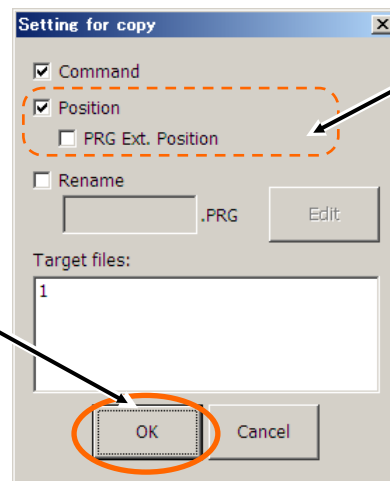 Setting for copy
Command
Position
PRG Ext. Position
Rename
.PRG Edit
Target files:
1
OK Cancel